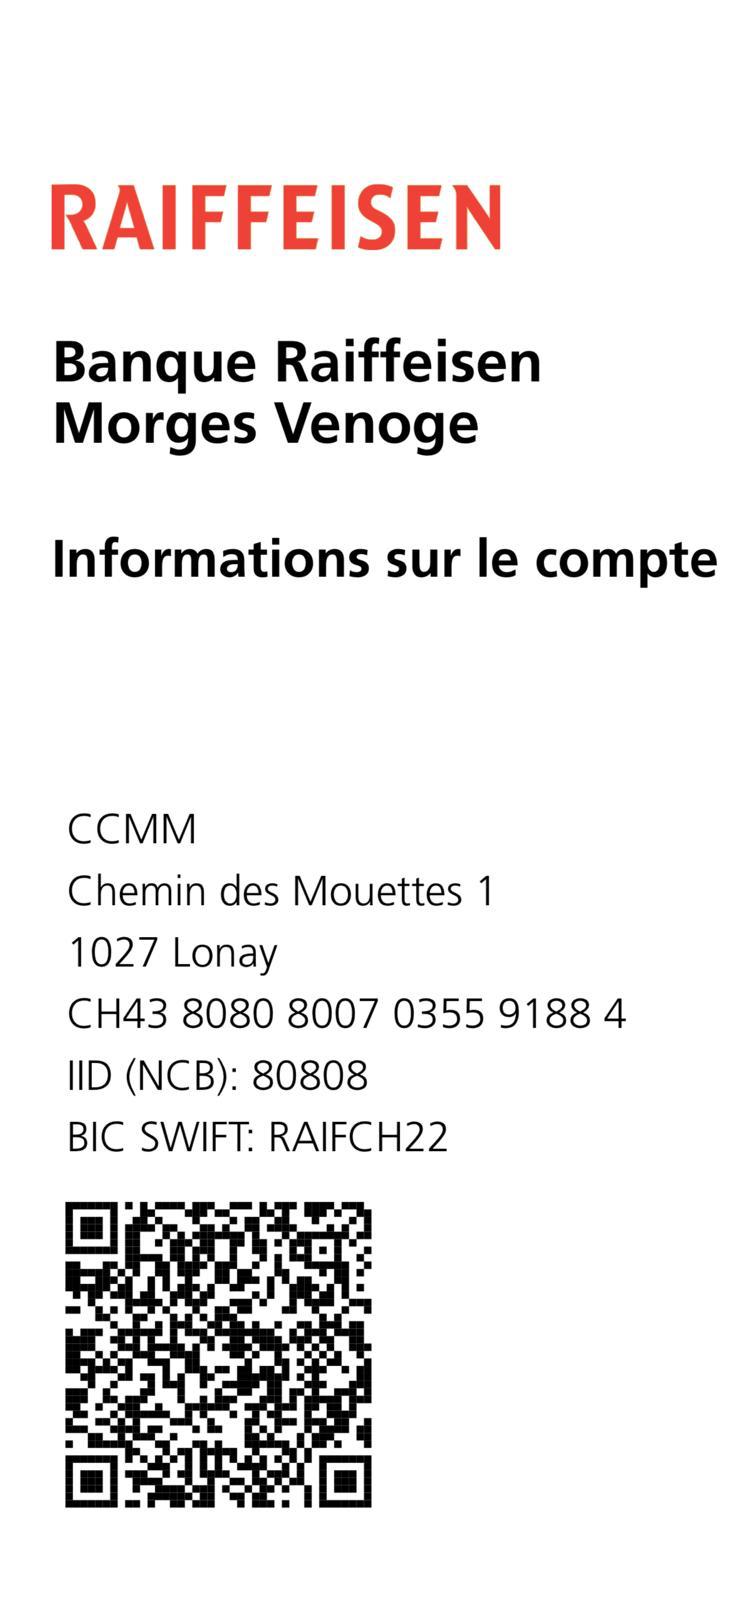 RAIFFEISEN
Banque Raiffeisen
Morges Venoge
Informations sur le compte
CCMM
Chemin des Mouettes 1
1027 Lonay
CH43 8080 8007 0355 9188 4
IID (NCB): 80808
BIC SWIFT: RAIFCH22